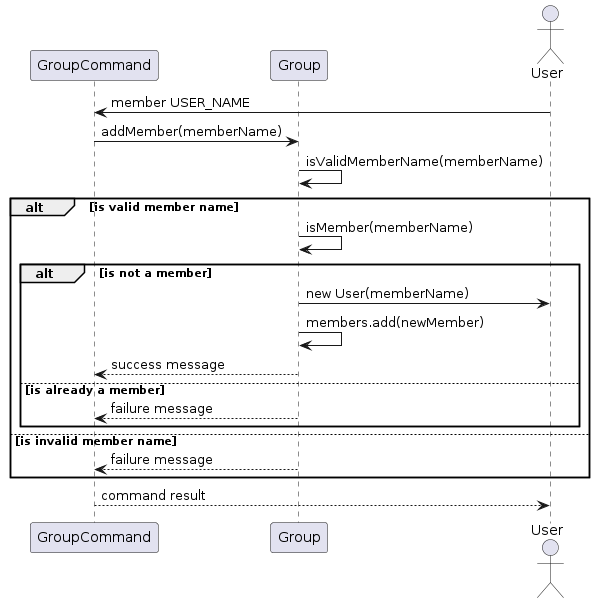 User
GroupCommand
Group
member USER_NAME
addMember(memberName)
isValidMemberName(memberName)
alt
[is valid member name]
isMember(memberName)
alt
[is not a member]
new User(memberName)
members.add(newMember)
success message
[is already a member]
failure message
[is invalid member name]
failure message
command result
GroupCommand
Group
User